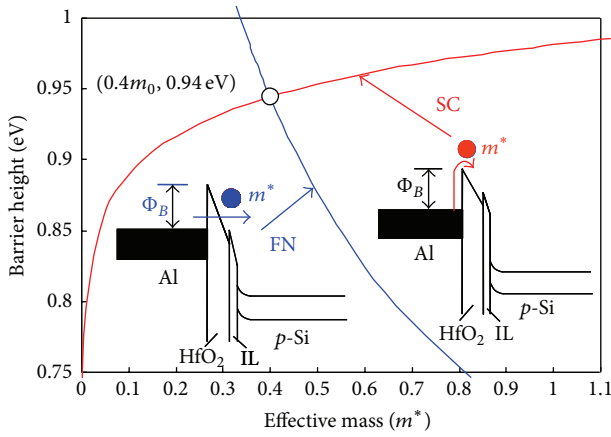 1
0.95
0.9
0.85
0.8
0.75
Barrier height (eV)
(0.4m₀, 0.94 eV)
SC
m*
Φ_B
Al
HfO₂
IL
p-Si
m*
Φ_B
FN
Al
HfO₂
IL
p-Si
0 0.1 0.2 0.3 0.4 0.5 0.6 0.7 0.8 0.9 1 1.1
Effective mass (m*)